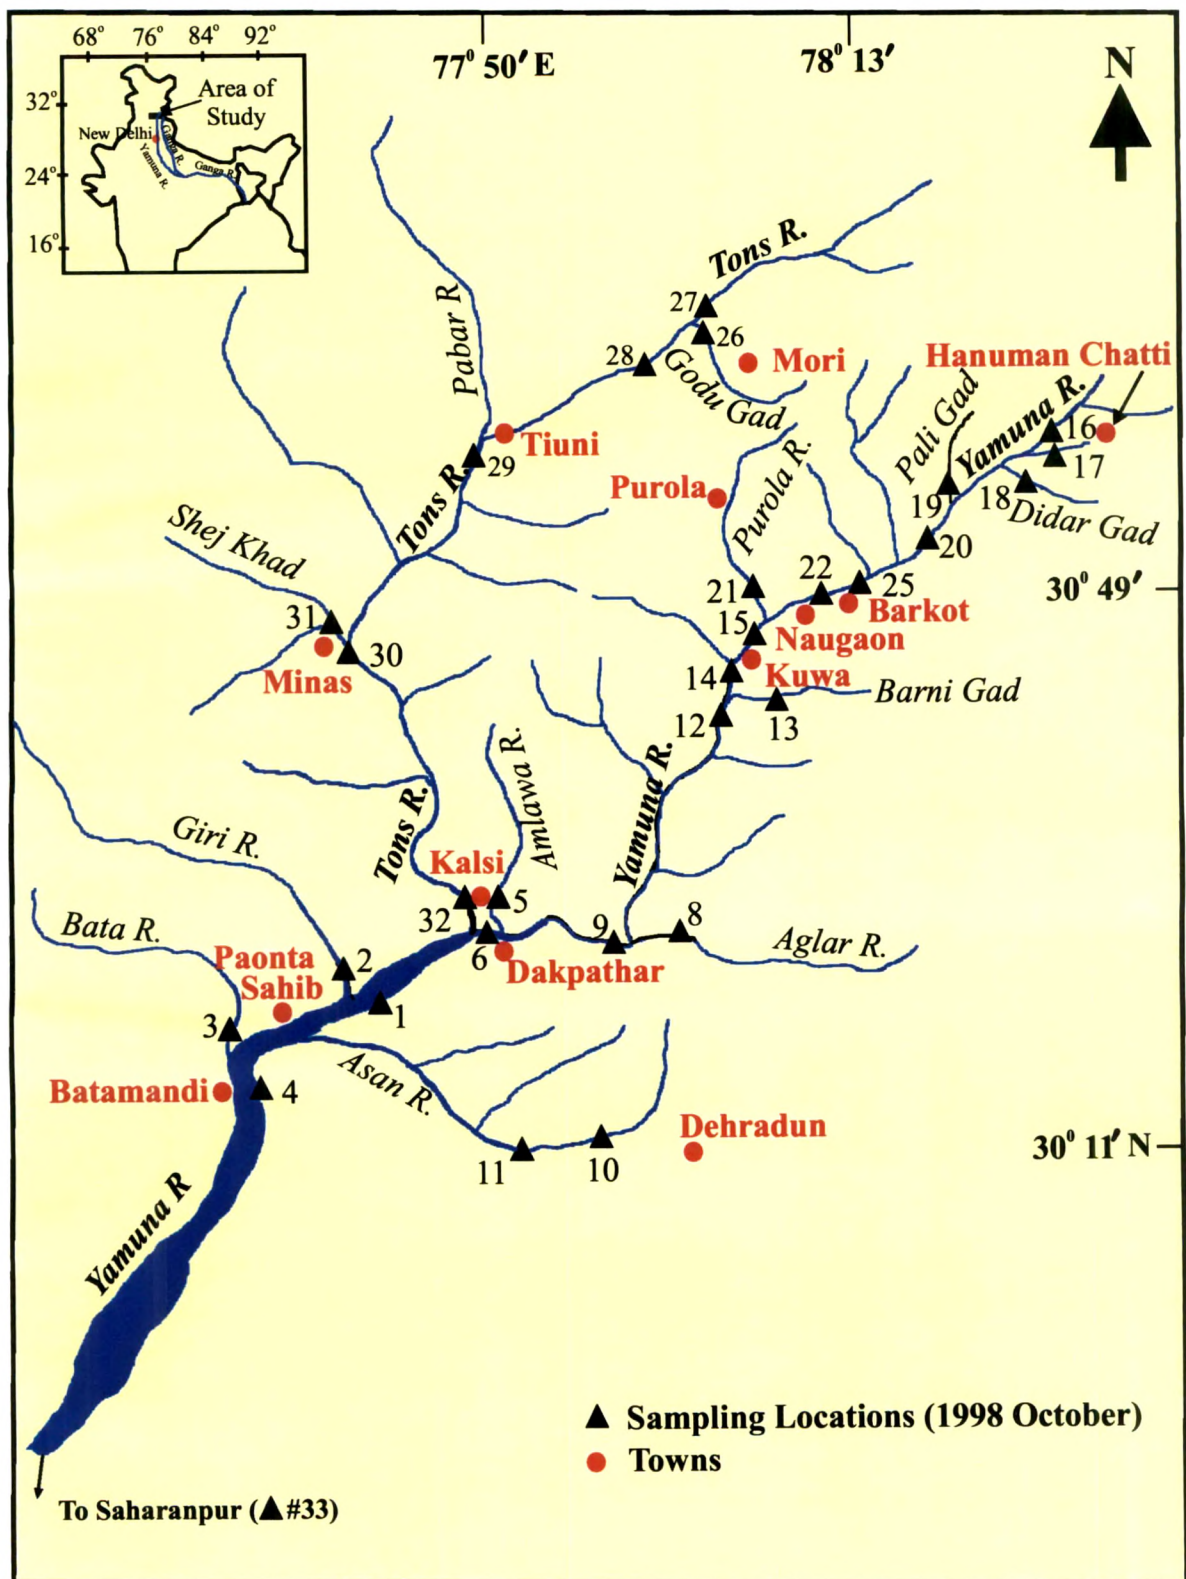 68° 76° 84° 92°
77° 50′ E
78° 13′
N
32°
24°
16°
Area of
Study
New Delhi
Ganga R.
Yamuna R.
Ganga R.
Tons R.
27
26
Mori
28
Godu Gad
Hanuman Chatti
Pabar R
Tiuni
29
Tons R.
Purola
Purola R.
Pali Gad
Yamuna R.
16
17
18
19
Didar Gad
20
Shej Khad
30° 49′
21
22
25
Barkot
31
15
Naugaon
30
Minas
14
Kuwa
Barni Gad
12
13
Yamuna R.
Amlawa R.
Tons R.
Giri R.
Kalsi
32
5
Bata R.
9
8
Aglar R.
6
Dakpathar
Paonta
Sahib
2
1
3
Asan R.
Batamandi
4
Dehradun
30° 11′ N
11
10
Yamuna R
Sampling Locations (1998 October)
Towns
To Saharanpur (▲#33)